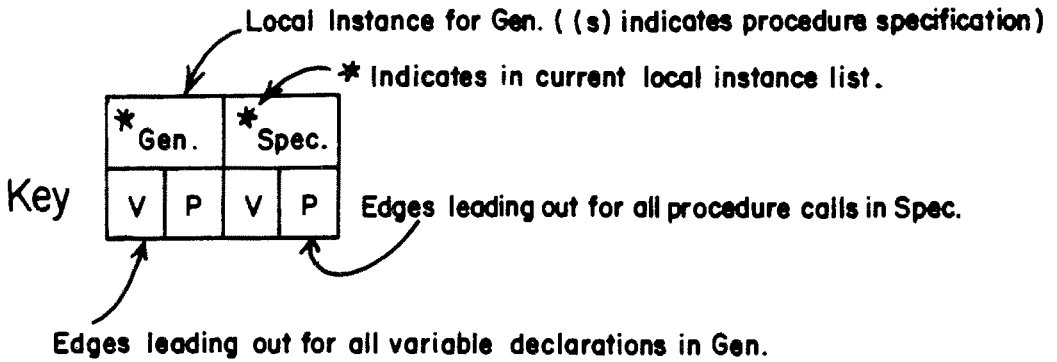 Local Instance for Gen. ( (s) indicates procedure specification)
* Indicates in current local instance list.
* Gen. * Spec.
Key V P V P Edges leading out for all procedure calls in Spec.
Edges leading out for all variable declarations in Gen.